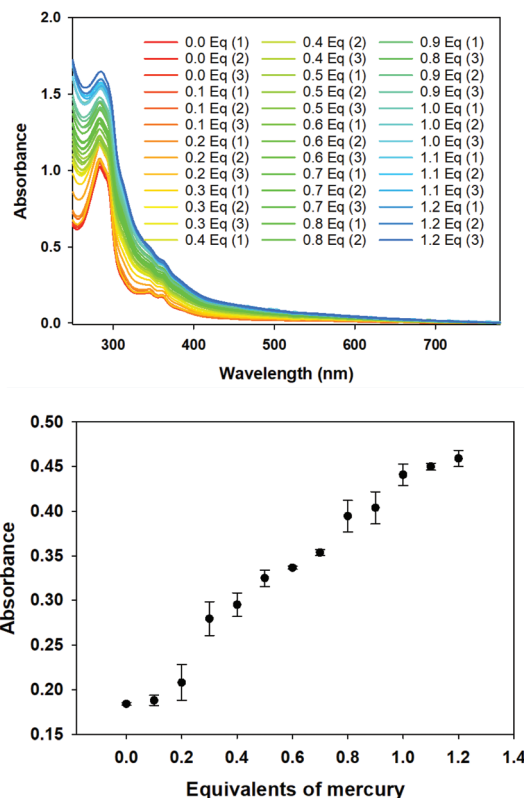 2.0
1.5
1.0
0.5
0.0
Absorbance
0.0 Eq (1) 0.4 Eq (2) 0.9 Eq (1)
0.0 Eq (2) 0.4 Eq (3) 0.8 Eq (3)
0.0 Eq (3) 0.5 Eq (1) 0.9 Eq (2)
0.1 Eq (1) 0.5 Eq (2) 0.9 Eq (3)
0.1 Eq (2) 0.5 Eq (3) 1.0 Eq (1)
0.1 Eq (3) 0.6 Eq (1) 1.0 Eq (2)
0.2 Eq (1) 0.6 Eq (2) 1.0 Eq (3)
0.2 Eq (2) 0.6 Eq (3) 1.1 Eq (1)
0.2 Eq (3) 0.7 Eq (1) 1.1 Eq (2)
0.3 Eq (1) 0.7 Eq (2) 1.1 Eq (3)
0.3 Eq (2) 0.7 Eq (3) 1.2 Eq (1)
0.3 Eq (3) 0.8 Eq (1) 1.2 Eq (2)
0.4 Eq (1) 0.8 Eq (2) 1.2 Eq (3)
300 400 500 600 700
Wavelength (nm)
0.50
0.45
0.40
0.35
0.30
0.25
0.20
0.15
Absorbance
0.0 0.2 0.4 0.6 0.8 1.0 1.2 1.4
Equivalents of mercury